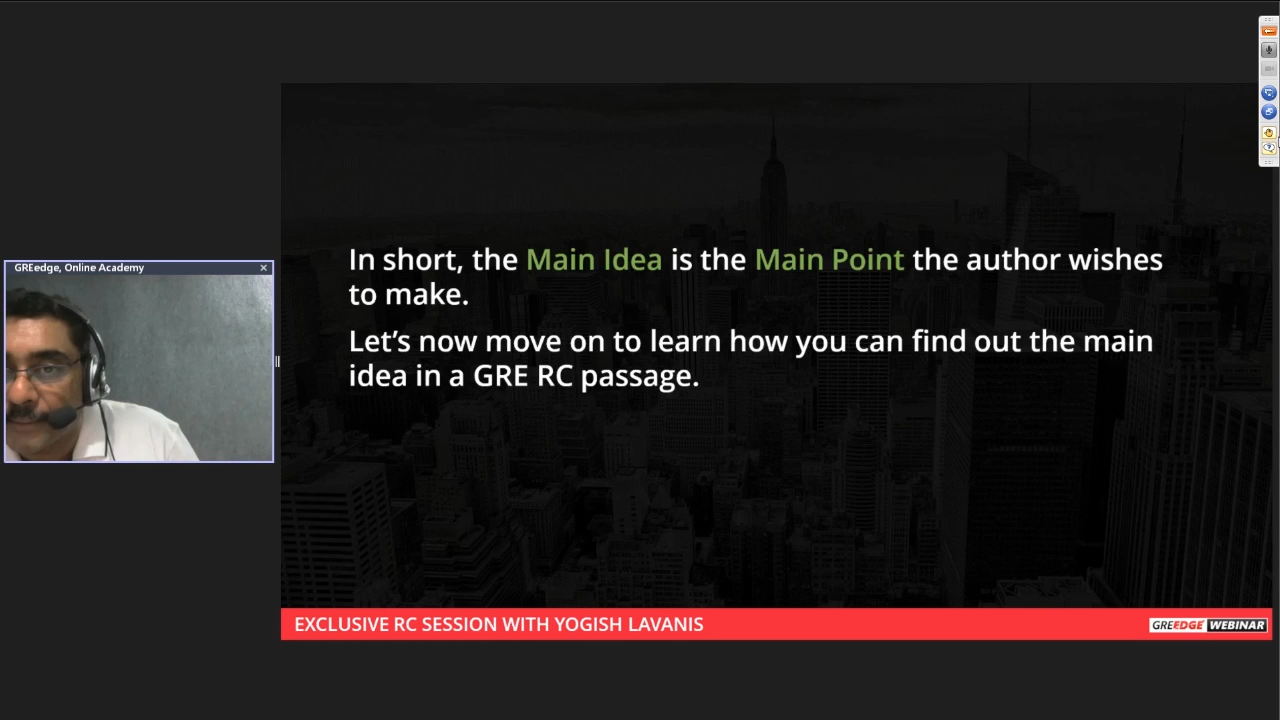 GREedge, Online Academy
In short, the Main Idea is the Main Point the author wishes
to make.
Let’s now move on to learn how you can find out the main
idea in a GRE RC passage.
EXCLUSIVE RC SESSION WITH YOGISH LAVANIS
GREEDGE WEBINAR